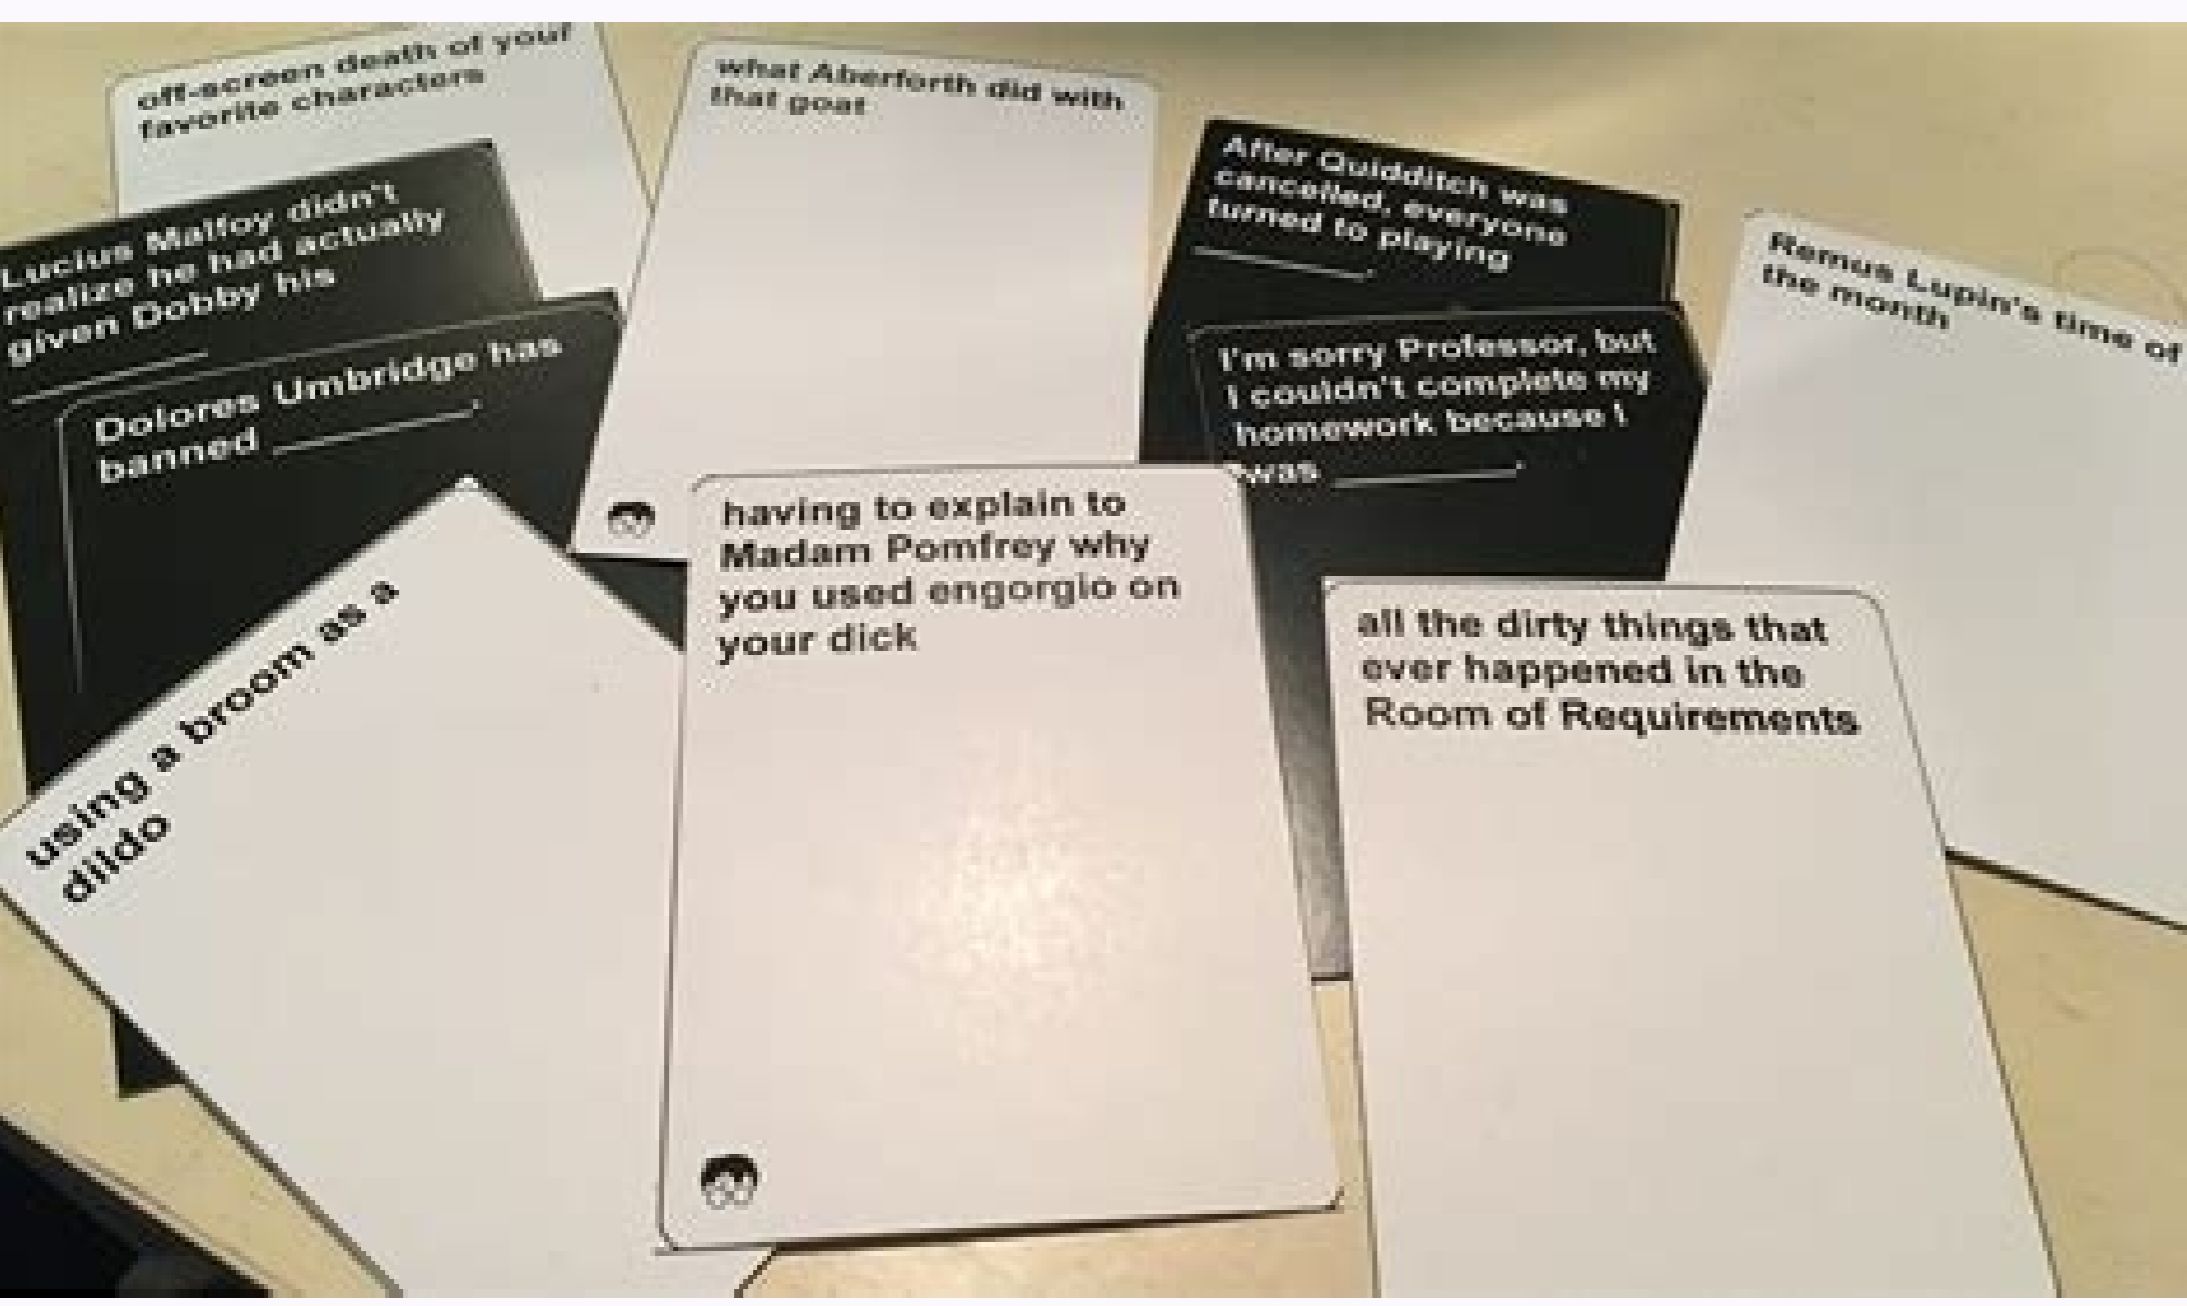 off-screen death of your
favorite characters
what Aberforth did with
that goat
Lucius Malfoy didn't
realize he had actually
given Dobby his
__________
Dolores Umbridge has
banned __________.
After Quidditch was
cancelled, everyone
turned to playing
__________.
I'm sorry Professor, but
I couldn't complete my
homework because I
was __________.
Remus Lupin's time of
the month
using a broom as a
dildo
having to explain to
Madam Pomfrey why
you used engorgio on
your dick
all the dirty things that
ever happened in the
Room of Requirements